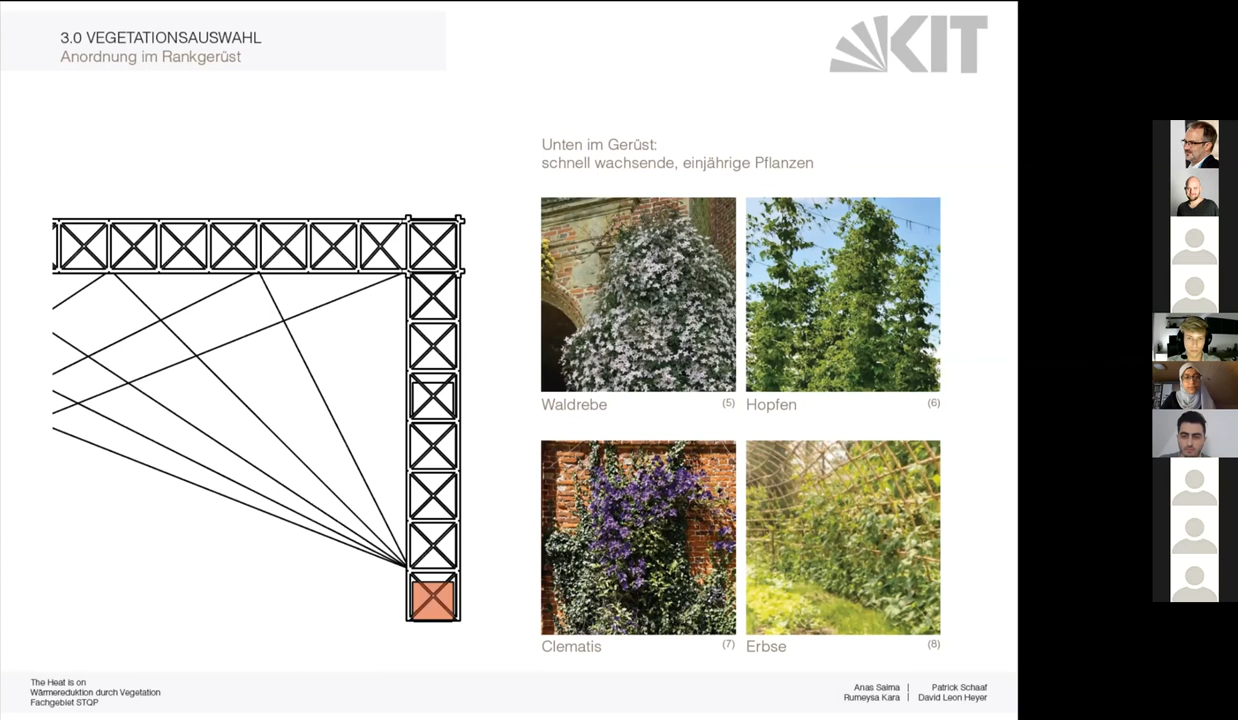 3.0 VEGETATIONSAUSWAHL
Anordnung im Rankgerüst
KIT
Unten im Gerüst:
schnell wachsende, einjährige Pflanzen
Waldrebe (5)
Hopfen (6)
Clematis (7)
Erbse (8)
The Heat is on
Wärmereduktion durch Vegetation
Fachgebiet STQP
Anas Salma | Patrick Schaaf
Rumeysa Kara | David Leon Heyer